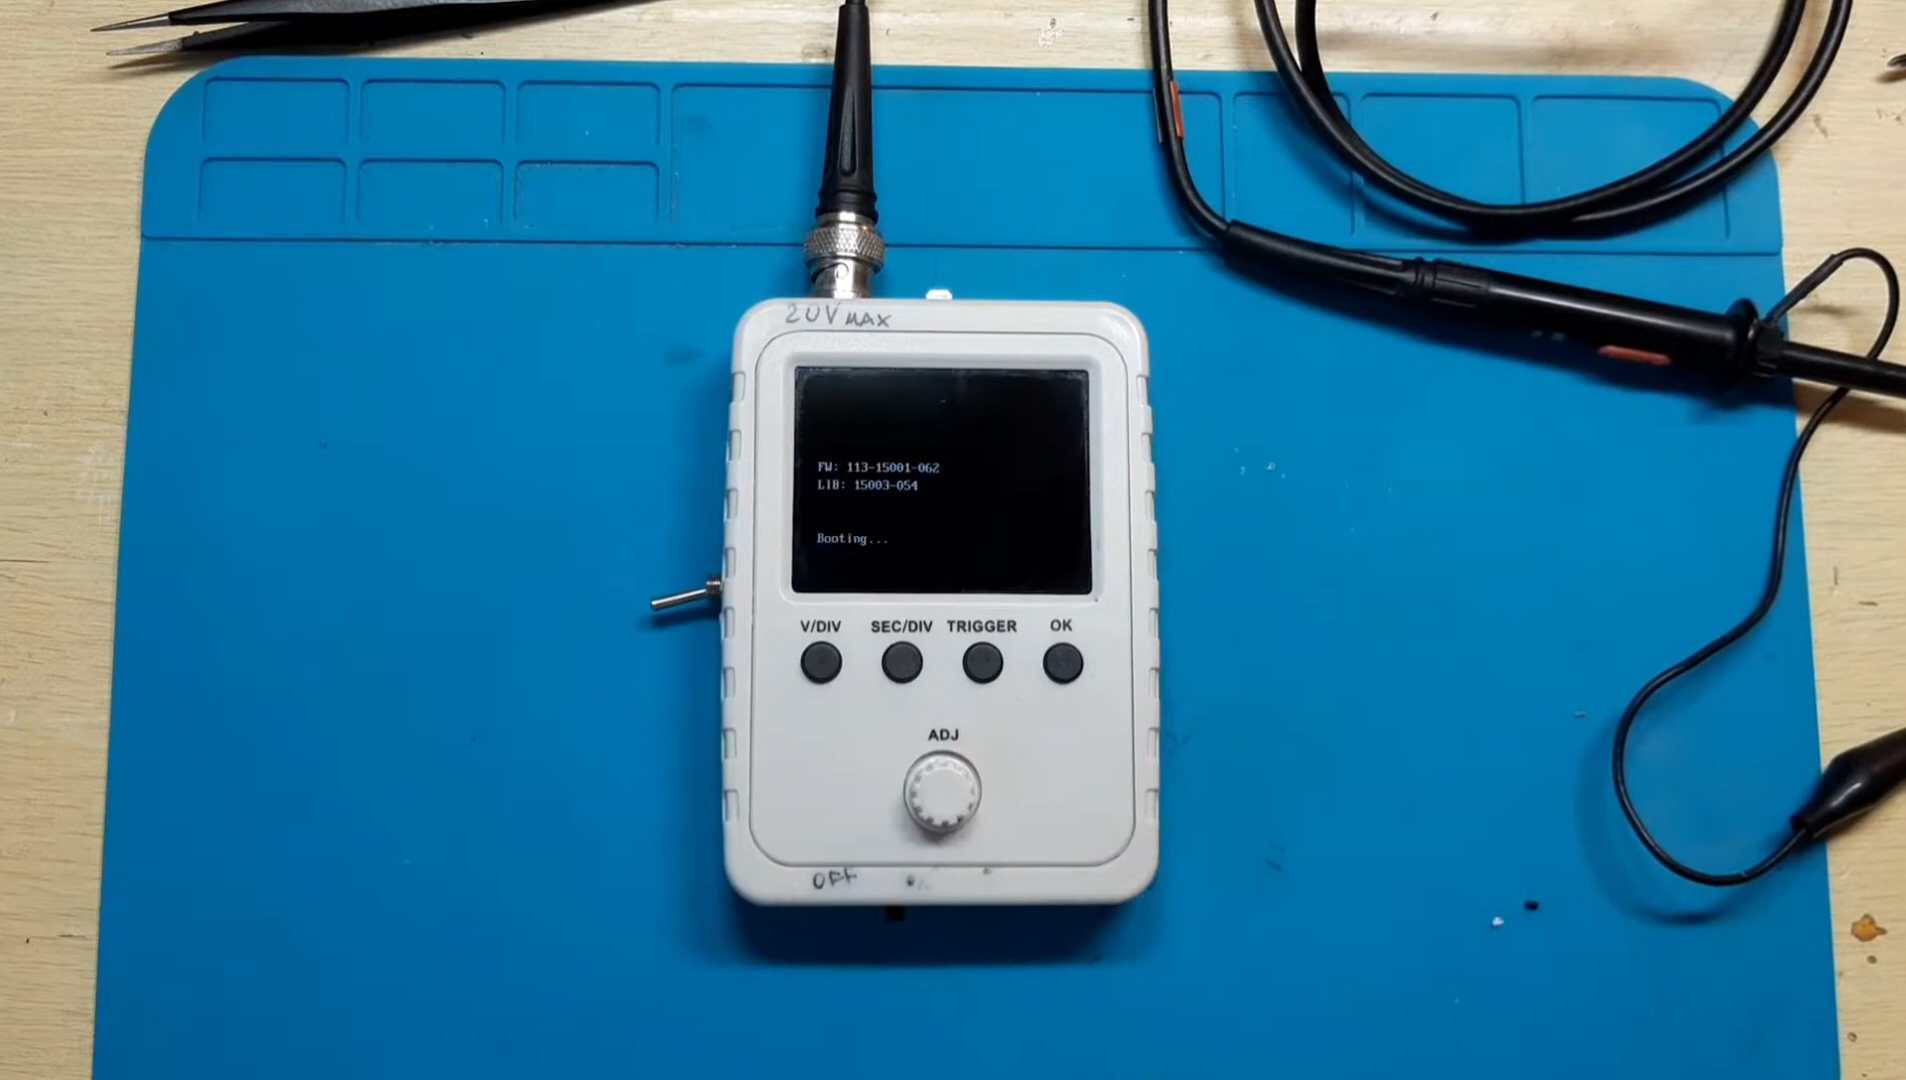 20V MAX
FW: 113-15001-062
LIB: 15003-054
Booting...
V/DIV SEC/DIV TRIGGER OK
ADJ
OFF